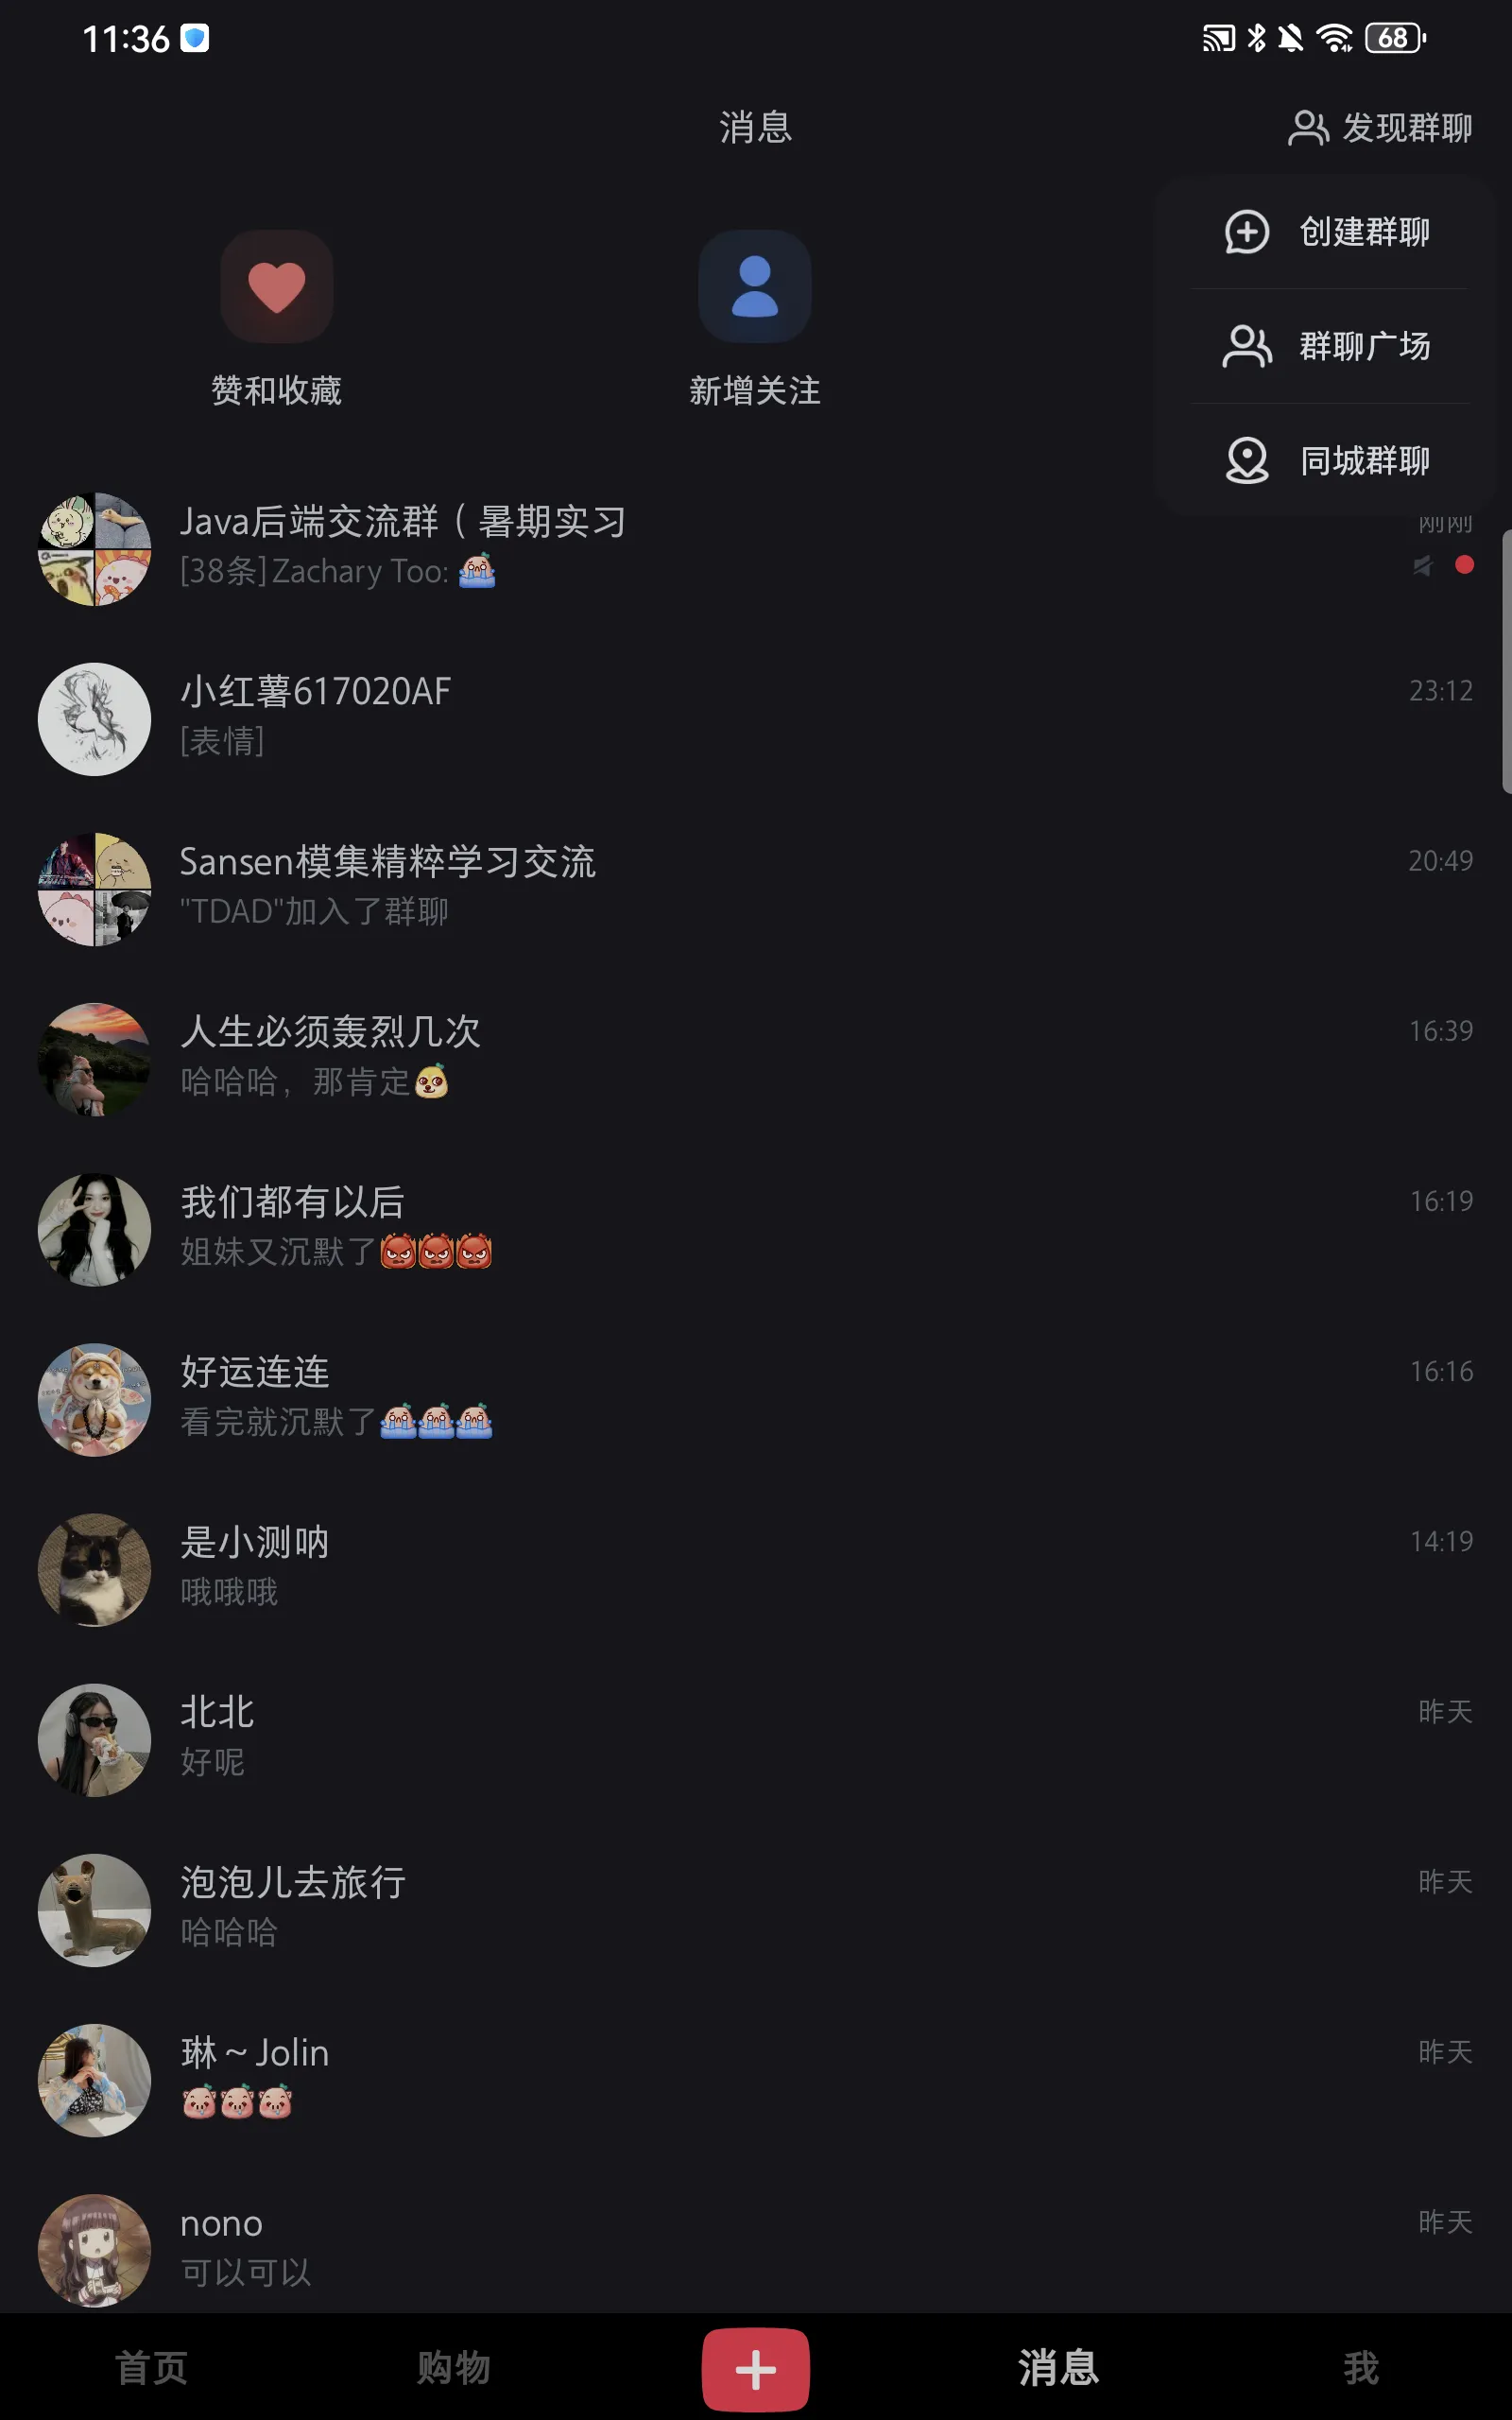 11:36
68
消息
发现群聊
创建群聊
群聊广场
同城群聊
赞和收藏
新增关注
Java后端交流群（暑期实习
刚刚
[38条] Zachary Too:
小红薯617020AF
23:12
[表情]
Sansen模集精粹学习交流
20:49
"TDAD"加入了群聊
人生必须轰烈几次
16:39
哈哈哈，那肯定
我们都有以后
16:19
姐妹又沉默了
好运连连
16:16
看完就沉默了
是小测呐
14:19
哦哦哦
北北
昨天
好呢
泡泡儿去旅行
昨天
哈哈哈
琳～Jolin
昨天
nono
昨天
可以可以
首页
购物
消息
我